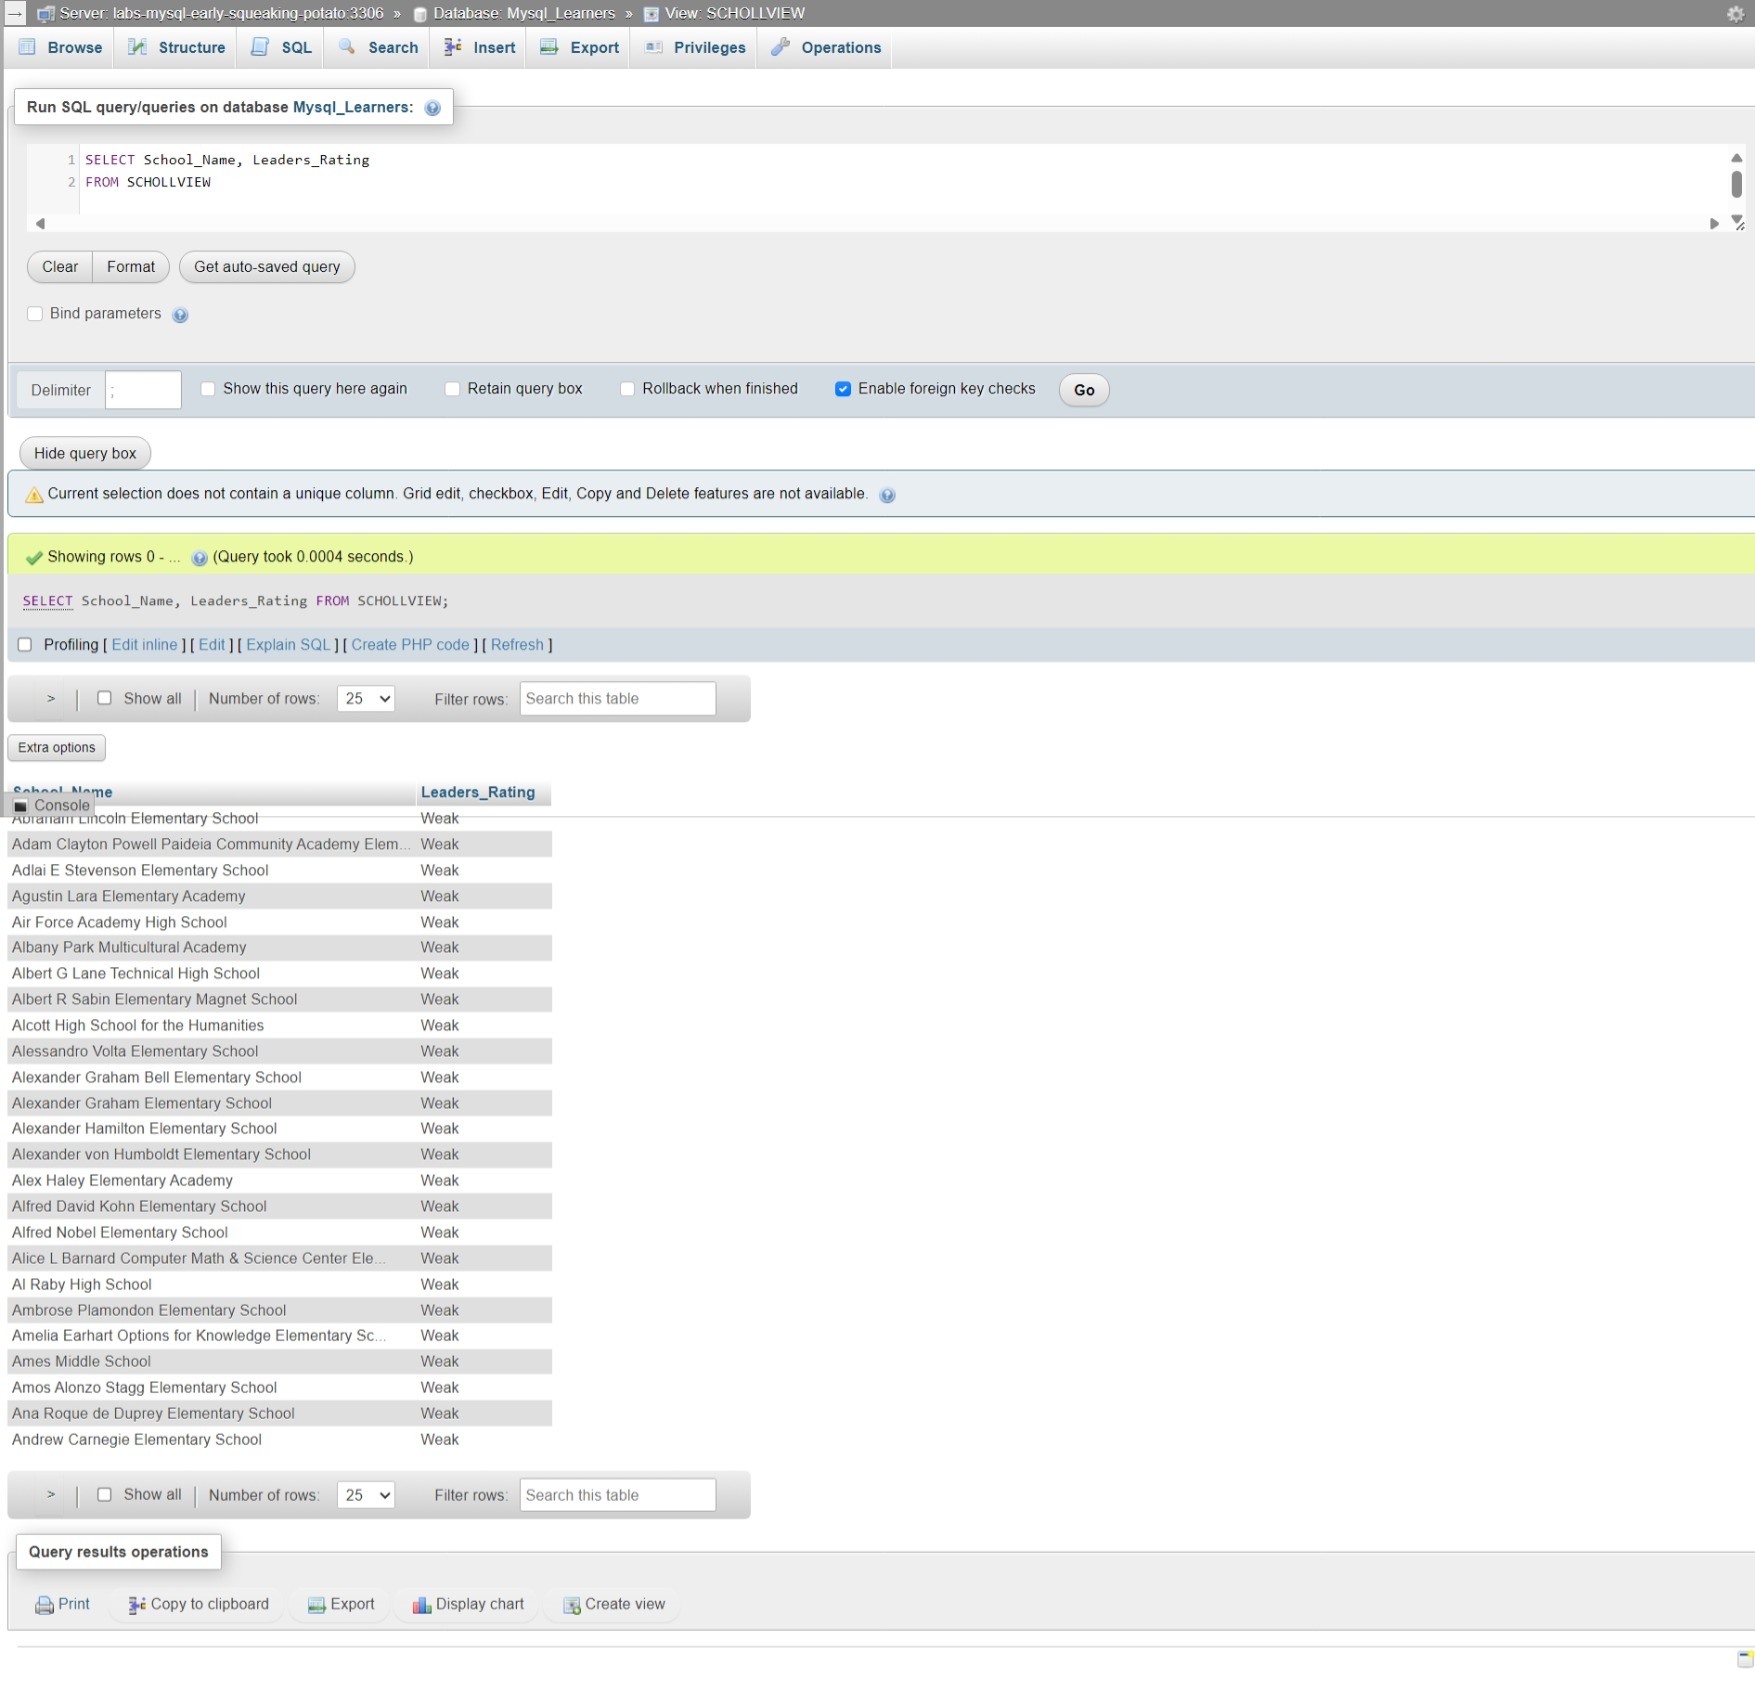 Server: labs-mysql-early-squeaking-potato:3306 » Database: Mysql_Learners » View: SCHOLLVIEW
Browse Structure SQL Search Insert Export Privileges Operations
Run SQL query/queries on database Mysql_Learners:
1 SELECT School_Name, Leaders_Rating
2 FROM SCHOLLVIEW
Clear Format Get auto-saved query
Bind parameters
Delimiter ; Show this query here again Retain query box Rollback when finished Enable foreign key checks Go
Hide query box
Current selection does not contain a unique column. Grid edit, checkbox, Edit, Copy and Delete features are not available.
Showing rows 0 - ... (Query took 0.0004 seconds.)
SELECT School_Name, Leaders_Rating FROM SCHOLLVIEW;
Profiling [ Edit inline ] [ Edit ] [ Explain SQL ] [ Create PHP code ] [ Refresh ]
> | Show all | Number of rows: 25 Filter rows: Search this table
Extra options
School_Name Leaders_Rating
Console
Abraham Lincoln Elementary School Weak
Adam Clayton Powell Paideia Community Academy Elem... Weak
Adlai E Stevenson Elementary School Weak
Agustin Lara Elementary Academy Weak
Air Force Academy High School Weak
Albany Park Multicultural Academy Weak
Albert G Lane Technical High School Weak
Albert R Sabin Elementary Magnet School Weak
Alcott High School for the Humanities Weak
Alessandro Volta Elementary School Weak
Alexander Graham Bell Elementary School Weak
Alexander Graham Elementary School Weak
Alexander Hamilton Elementary School Weak
Alexander von Humboldt Elementary School Weak
Alex Haley Elementary Academy Weak
Alfred David Kohn Elementary School Weak
Alfred Nobel Elementary School Weak
Alice L Barnard Computer Math & Science Center Ele... Weak
Al Raby High School Weak
Ambrose Plamondon Elementary School Weak
Amelia Earhart Options for Knowledge Elementary Sc... Weak
Ames Middle School Weak
Amos Alonzo Stagg Elementary School Weak
Ana Roque de Duprey Elementary School Weak
Andrew Carnegie Elementary School Weak
> | Show all | Number of rows: 25 Filter rows: Search this table
Query results operations
Print Copy to clipboard Export Display chart Create view